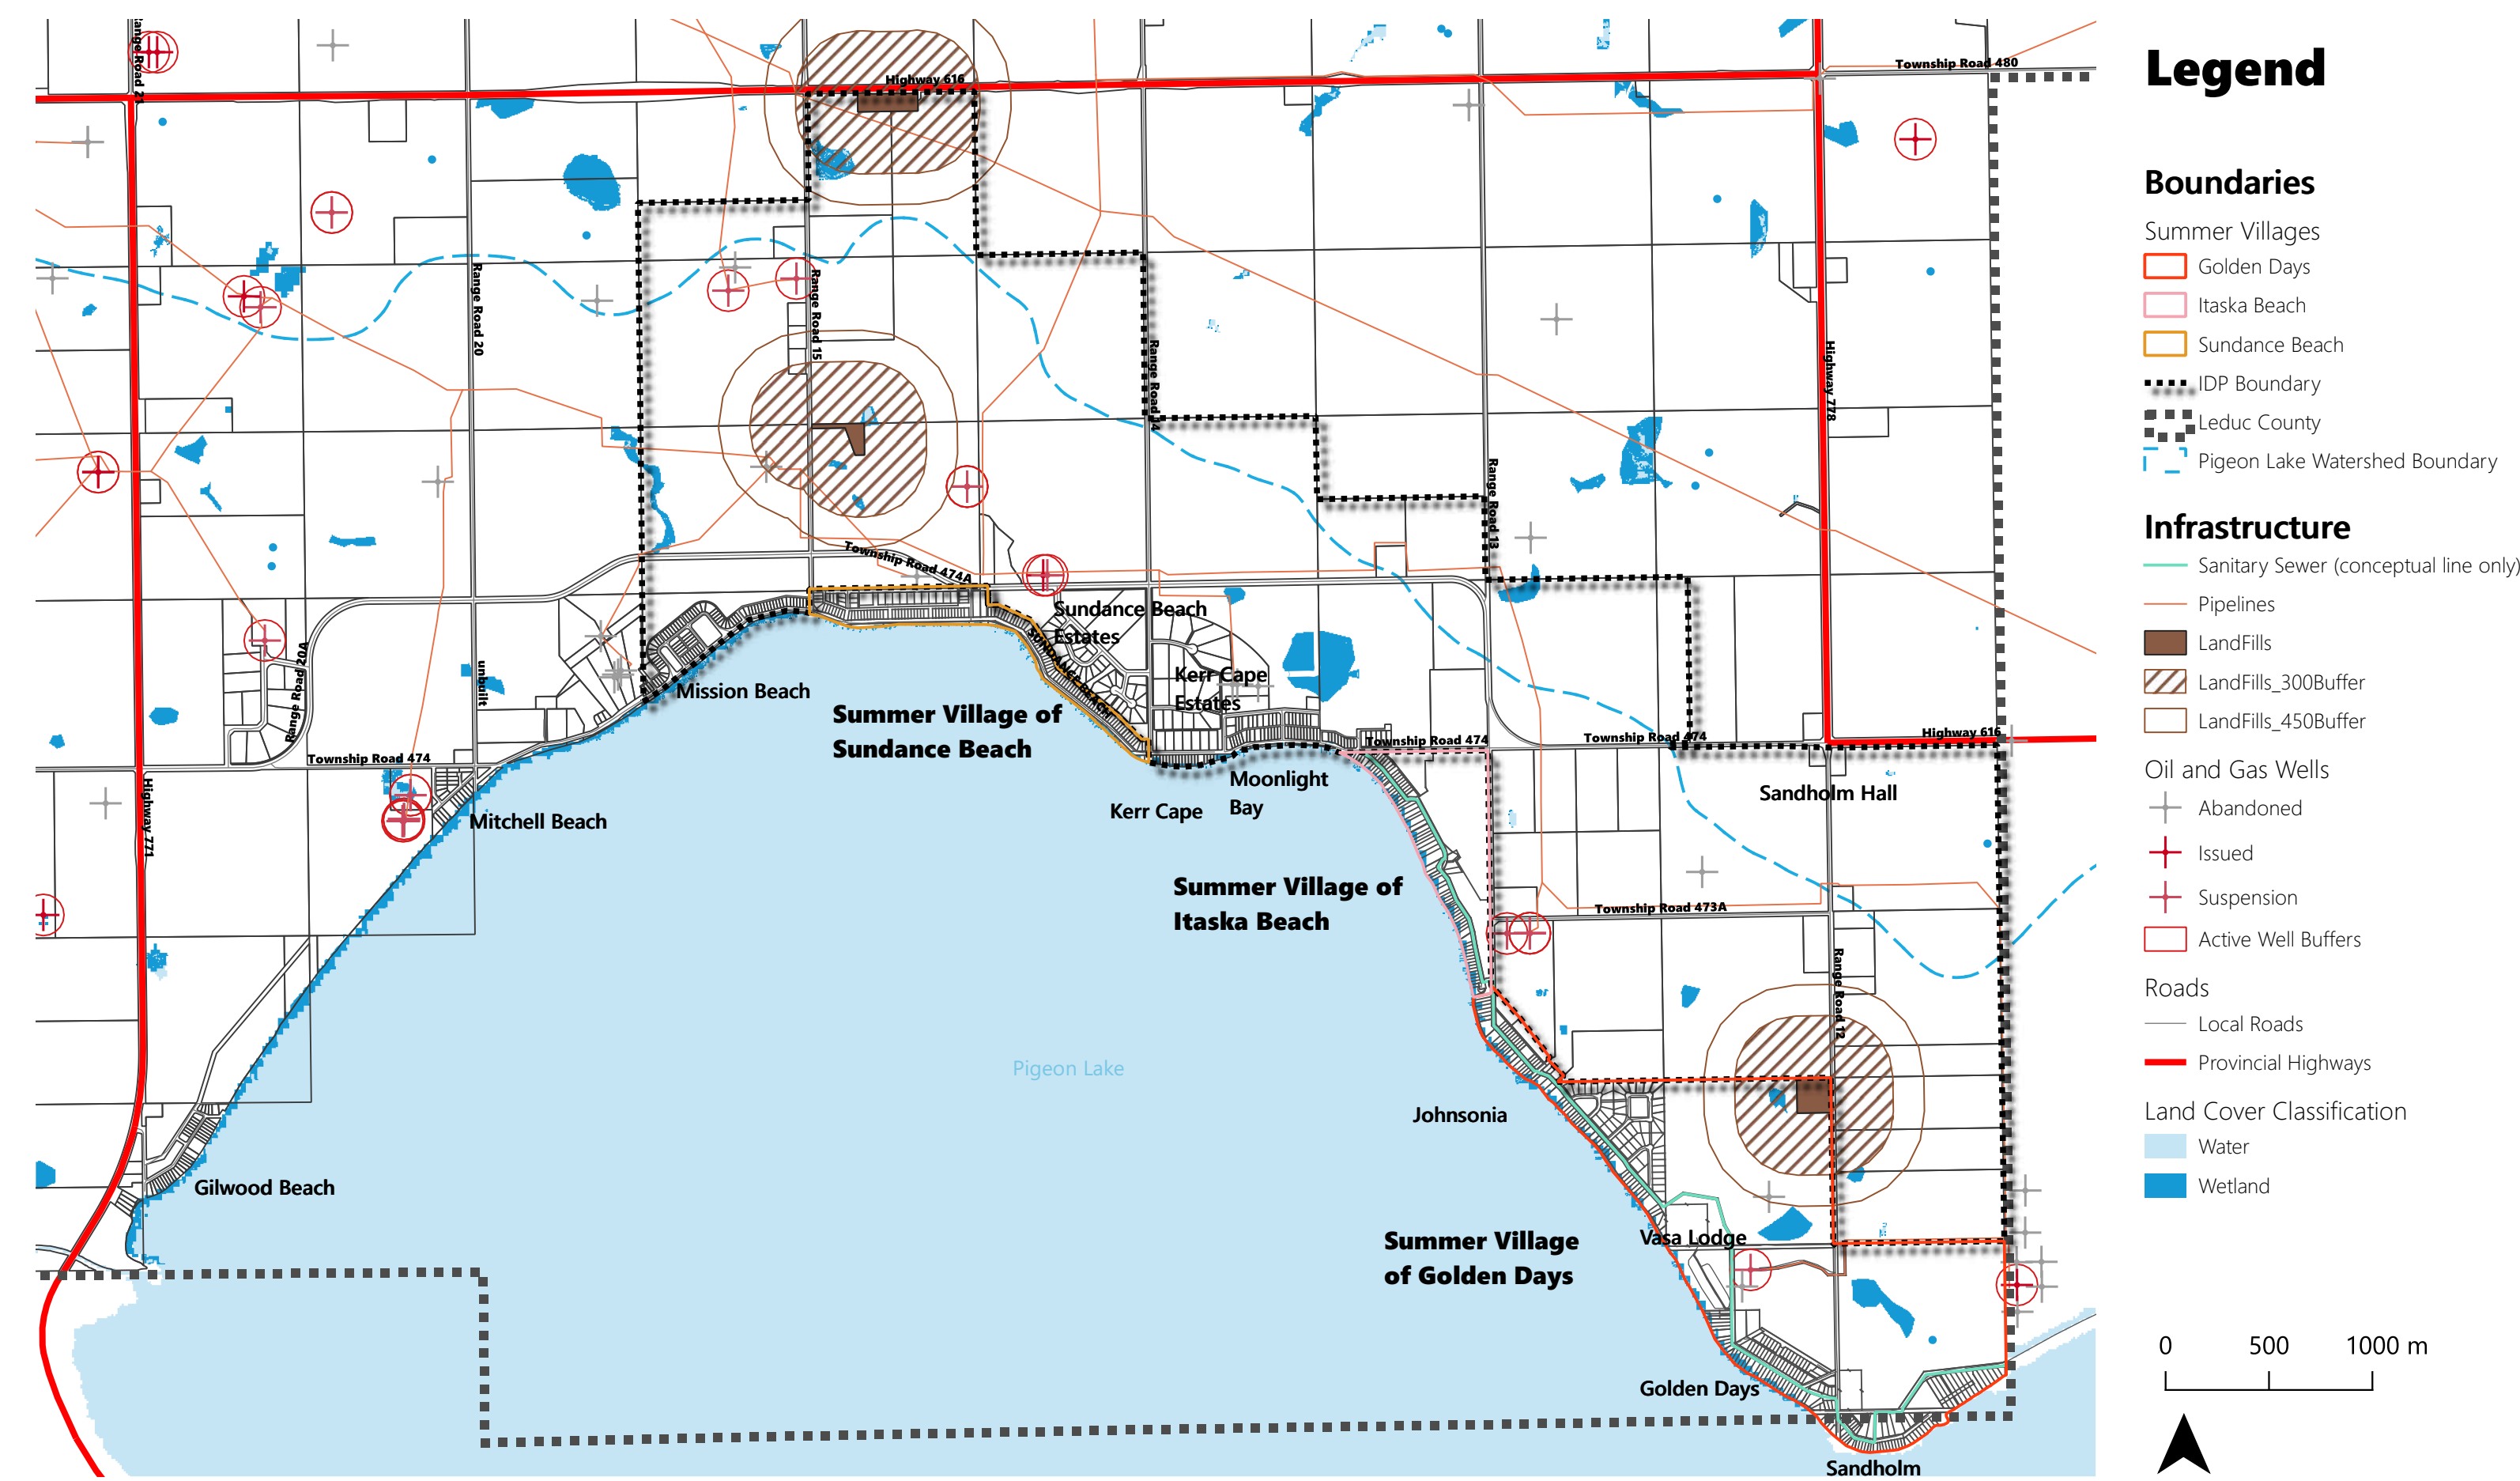 Range Road 21
Highway 616
Township Road 480
Range Road 20
Range Road 15
Range Road 14
Highway 778
Range Road 13
Township Road 474A
Sundance Beach
Estates
SUNDANCE BEACH
Range Road 20A
unbuilt
Mission Beach
Kerr Cape
Estates
Summer Village of
Sundance Beach
Township Road 474
Township Road 474
Highway 616
Township Road 474
Highway 771
Moonlight
Bay
Sandholm Hall
Kerr Cape
Mitchell Beach
Summer Village of
Itaska Beach
Township Road 473A
Range Road 12
Pigeon Lake
Johnsonia
Gilwood Beach
Vasa Lodge
Summer Village
of Golden Days
Golden Days
Sandholm
Legend
Boundaries
Summer Villages
Golden Days
Itaska Beach
Sundance Beach
IDP Boundary
Leduc County
Pigeon Lake Watershed Boundary
Infrastructure
Sanitary Sewer (conceptual line only)
Pipelines
LandFills
LandFills_300Buffer
LandFills_450Buffer
Oil and Gas Wells
Abandoned
Issued
Suspension
Active Well Buffers
Roads
Local Roads
Provincial Highways
Land Cover Classification
Water
Wetland
0 500 1000 m